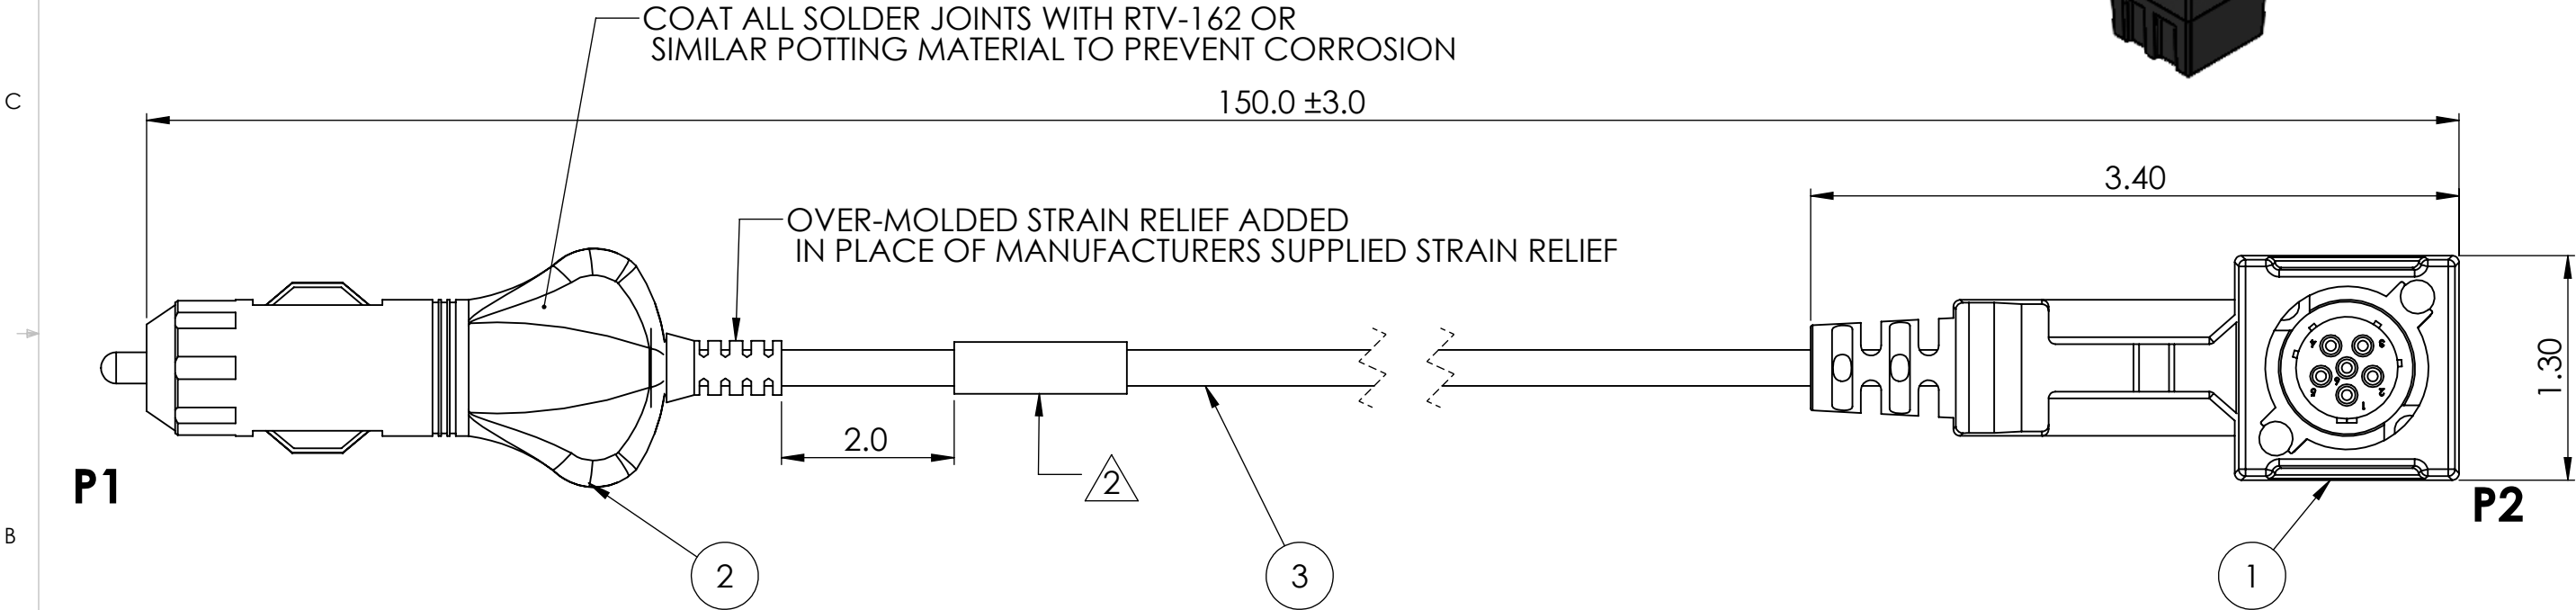 COAT ALL SOLDER JOINTS WITH RTV-162 OR
SIMILAR POTTING MATERIAL TO PREVENT CORROSION
C
150.0 ±3.0
3.40
OVER-MOLDED STRAIN RELIEF ADDED
IN PLACE OF MANUFACTURERS SUPPLIED STRAIN RELIEF
1.30
2.0
2
P1
P2
B
2
3
1